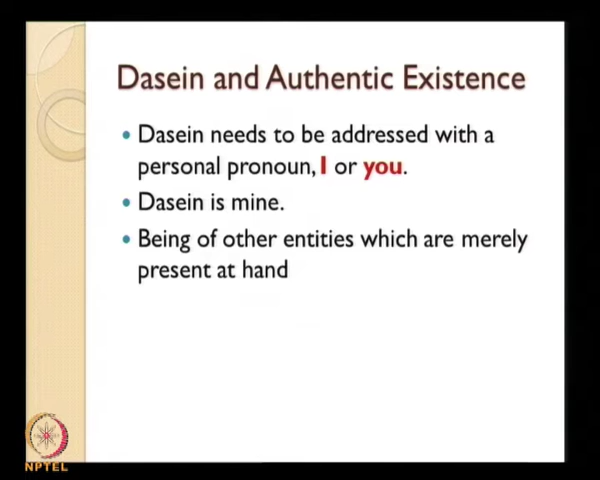 Dasein and Authentic Existence
Dasein needs to be addressed with a
personal pronoun, I or you.
Dasein is mine.
Being of other entities which are merely
present at hand
NPTEL